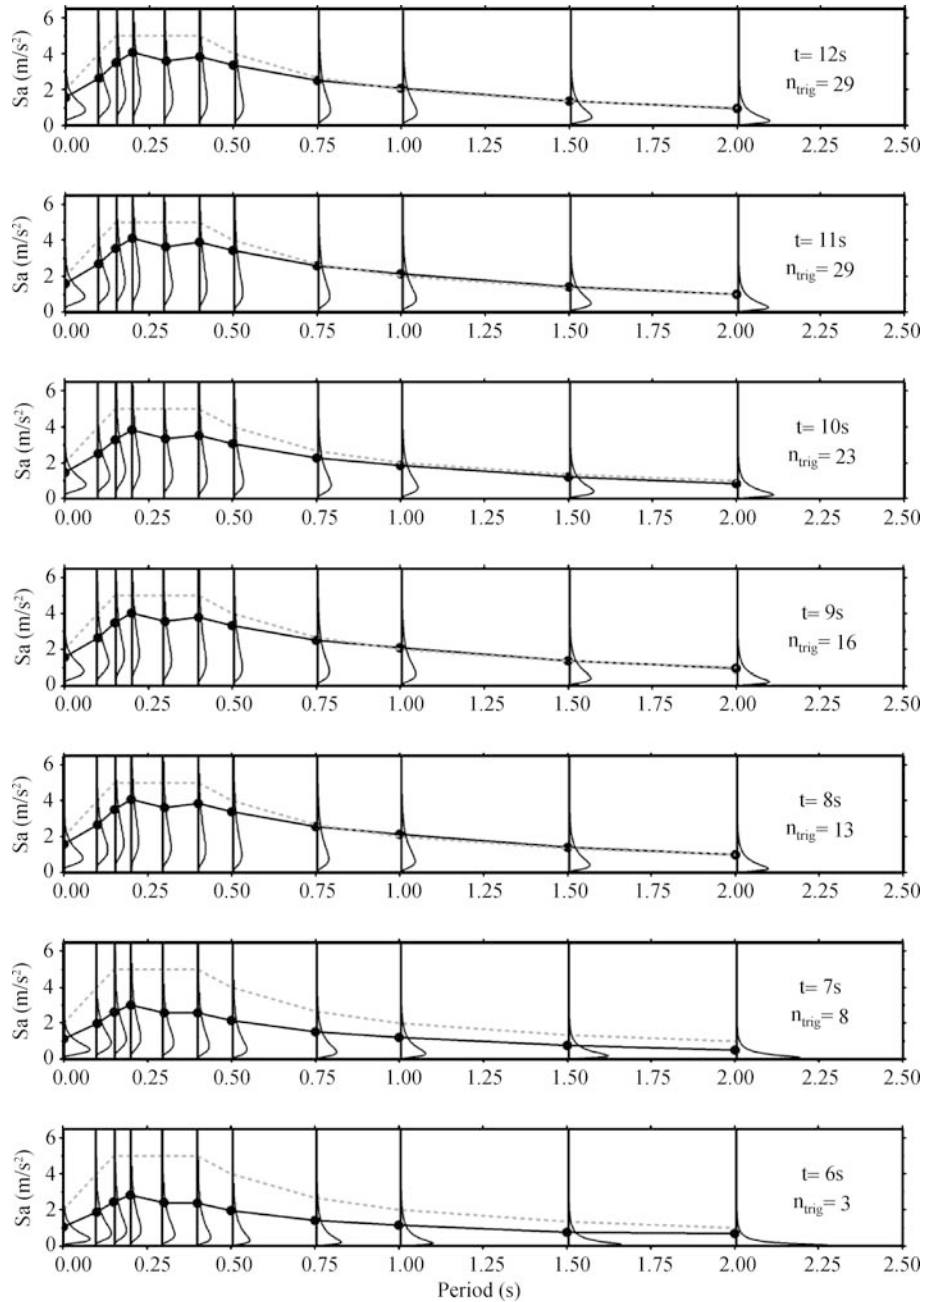 6
4
2
0
Sa (m/s²)
t= 12s
n_trig= 29
0.00 0.25 0.50 0.75 1.00 1.25 1.50 1.75 2.00 2.25 2.50
6
4
2
0
Sa (m/s²)
t= 11s
n_trig= 29
0.00 0.25 0.50 0.75 1.00 1.25 1.50 1.75 2.00 2.25 2.50
6
4
2
0
Sa (m/s²)
t= 10s
n_trig= 23
0.00 0.25 0.50 0.75 1.00 1.25 1.50 1.75 2.00 2.25 2.50
6
4
2
0
Sa (m/s²)
t= 9s
n_trig= 16
0.00 0.25 0.50 0.75 1.00 1.25 1.50 1.75 2.00 2.25 2.50
6
4
2
0
Sa (m/s²)
t= 8s
n_trig= 13
0.00 0.25 0.50 0.75 1.00 1.25 1.50 1.75 2.00 2.25 2.50
6
4
2
0
Sa (m/s²)
t= 7s
n_trig= 8
0.00 0.25 0.50 0.75 1.00 1.25 1.50 1.75 2.00 2.25 2.50
6
4
2
0
Sa (m/s²)
t= 6s
n_trig= 3
0.00 0.25 0.50 0.75 1.00 1.25 1.50 1.75 2.00 2.25 2.50
Period (s)